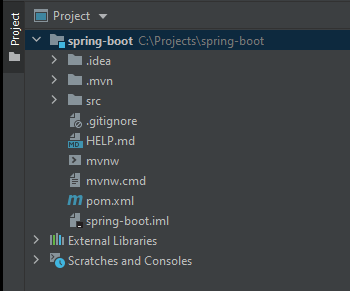 Project
Project
spring-boot C:\Projects\spring-boot
.idea
.mvn
src
.gitignore
HELP.md
mvnw
mvnw.cmd
pom.xml
spring-boot.iml
External Libraries
Scratches and Consoles